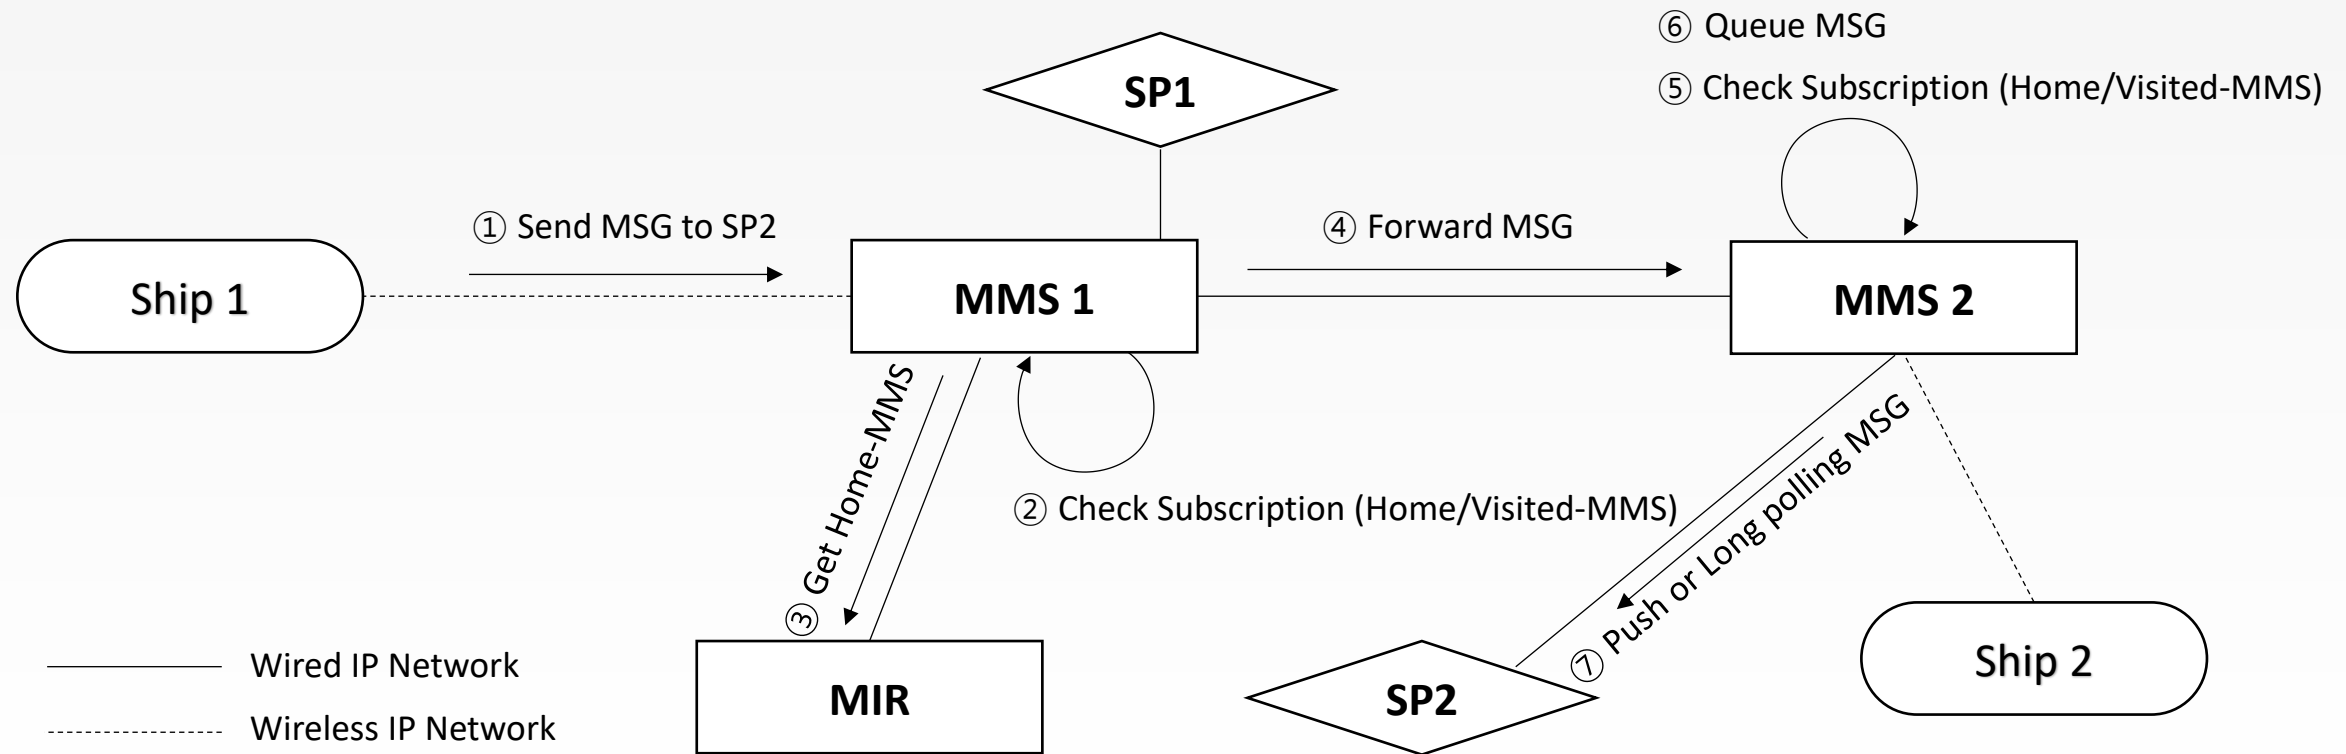 ⑥ Queue MSG
⑤ Check Subscription (Home/Visited-MMS)
SP1
① Send MSG to SP2
④ Forward MSG
Ship 1
MMS 1
MMS 2
③ Get Home-MMS
② Check Subscription (Home/Visited-MMS)
⑦ Push or Long polling MSG
Wired IP Network
Wireless IP Network
MIR
SP2
Ship 2